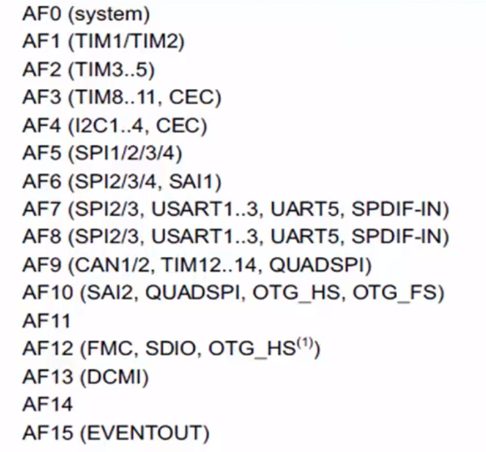 AF0 (system)
AF1 (TIM1/TIM2)
AF2 (TIM3..5)
AF3 (TIM8..11, CEC)
AF4 (I2C1..4, CEC)
AF5 (SPI1/2/3/4)
AF6 (SPI2/3/4, SAI1)
AF7 (SPI2/3, USART1..3, UART5, SPDIF-IN)
AF8 (SPI2/3, USART1..3, UART5, SPDIF-IN)
AF9 (CAN1/2, TIM12..14, QUADSPI)
AF10 (SAI2, QUADSPI, OTG_HS, OTG_FS)
AF11
AF12 (FMC, SDIO, OTG_HS(1))
AF13 (DCMI)
AF14
AF15 (EVENTOUT)